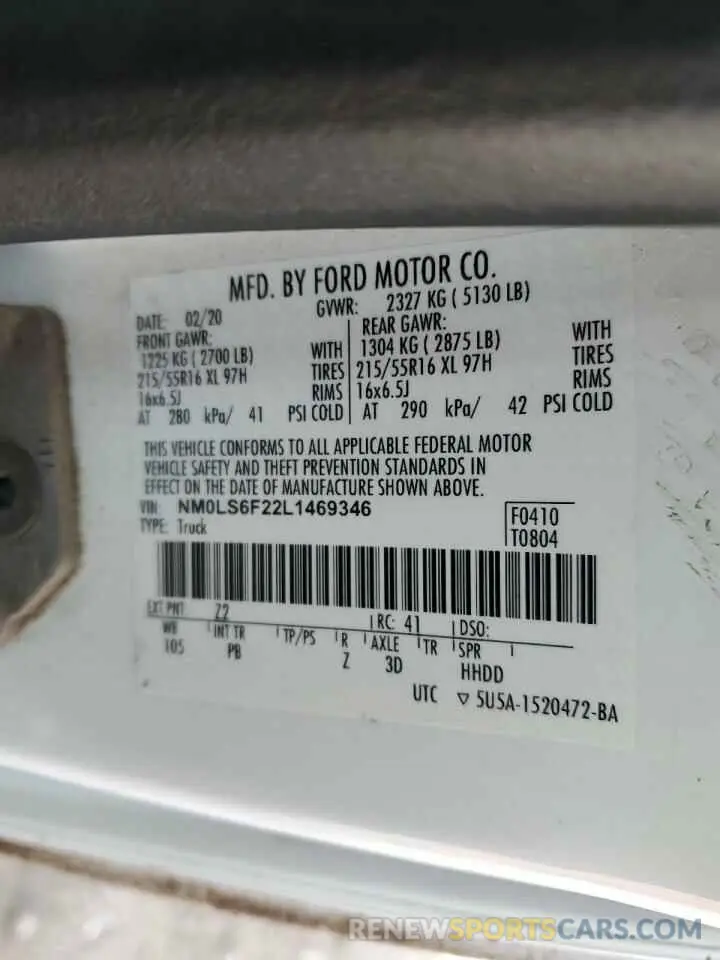 MFD. BY FORD MOTOR CO.
DATE: 02/20 GVWR: 2327 KG ( 5130 LB)
FRONT GAWR: REAR GAWR:
1225 KG ( 2700 LB) WITH 1304 KG ( 2875 LB) WITH
215/55R16 XL 97H TIRES 215/55R16 XL 97H TIRES
16x6.5J RIMS 16x6.5J RIMS
AT 280 kPa/ 41 PSI COLD AT 290 kPa/ 42 PSI COLD
THIS VEHICLE CONFORMS TO ALL APPLICABLE FEDERAL MOTOR
VEHICLE SAFETY AND THEFT PREVENTION STANDARDS IN
EFFECT ON THE DATE OF MANUFACTURE SHOWN ABOVE.
VIN: NM0LS6F22L1469346 F0410
TYPE: Truck T0804
EXT PNT Z2 RC: 41 DSO:
WB INT TR TP/PS R AXLE TR SPR
105 PB Z 3D HHDD
UTC ▽ 5U5A-1520472-BA
RENEWSPORTSCARS.COM